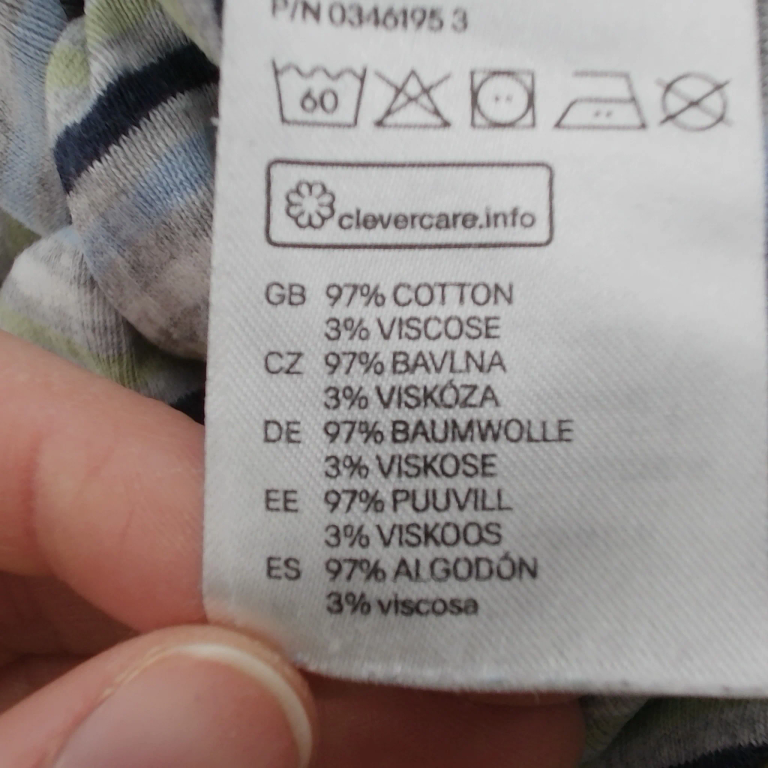 P/N 0346195 3
60
clevercare.info
GB 97% COTTON
3% VISCOSE
CZ 97% BAVLNA
3% VISKÓZA
DE 97% BAUMWOLLE
3% VISKOSE
EE 97% PUUVILL
3% VISKOOS
ES 97% ALGODÓN
3% viscosa